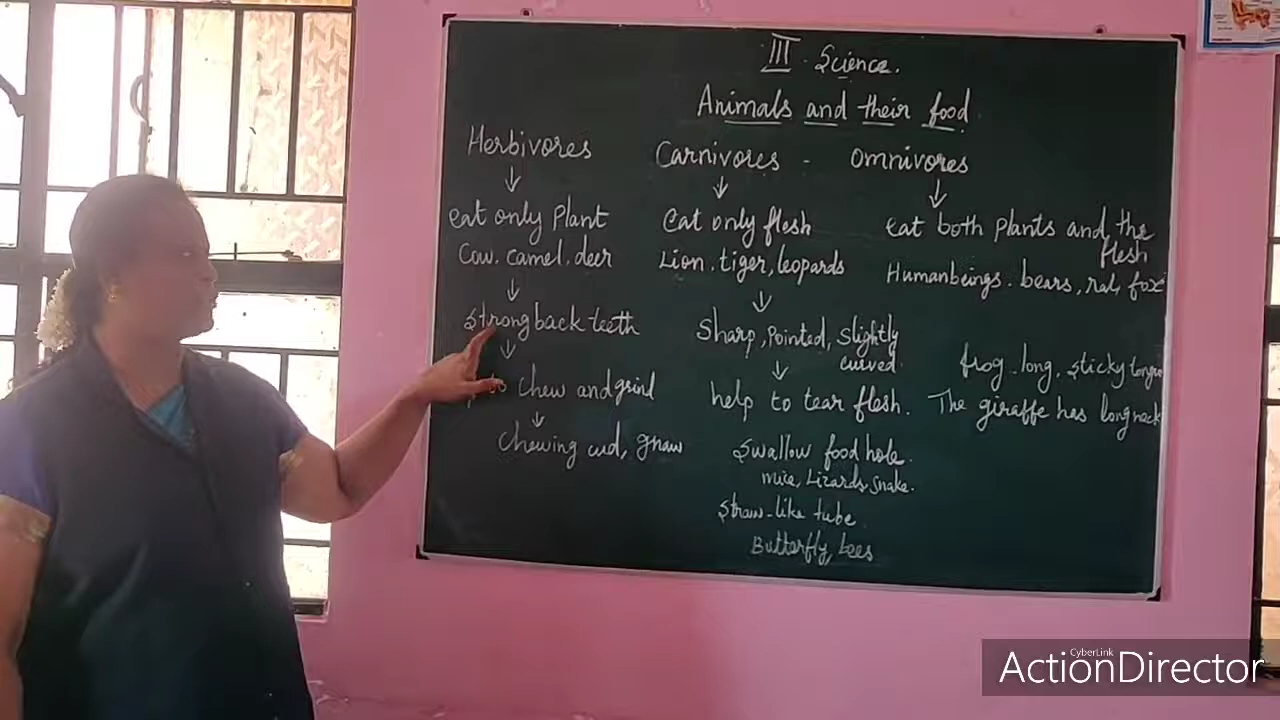 III - Science.
Animals and their food
Herbivores
↓
eat only Plant
Cow. camel. deer
↓
strong back teeth
↓
to chew and grind
↓
Chewing cud, gnaw
Carnivores -
↓
Eat only flesh
Lion. tiger, leopards
↓
Sharp, Pointed, slightly
curved.
↓
help to tear flesh.
Swallow food hole.
mice, Lizards, Snake.
Straw-like tube.
Butterfly, bees
Omnivores
↓
eat both plants and the
flesh
Humanbeings. bears, rat, fox
frog - long, sticky tongue
The giraffe has long neck
CyberLink
ActionDirector